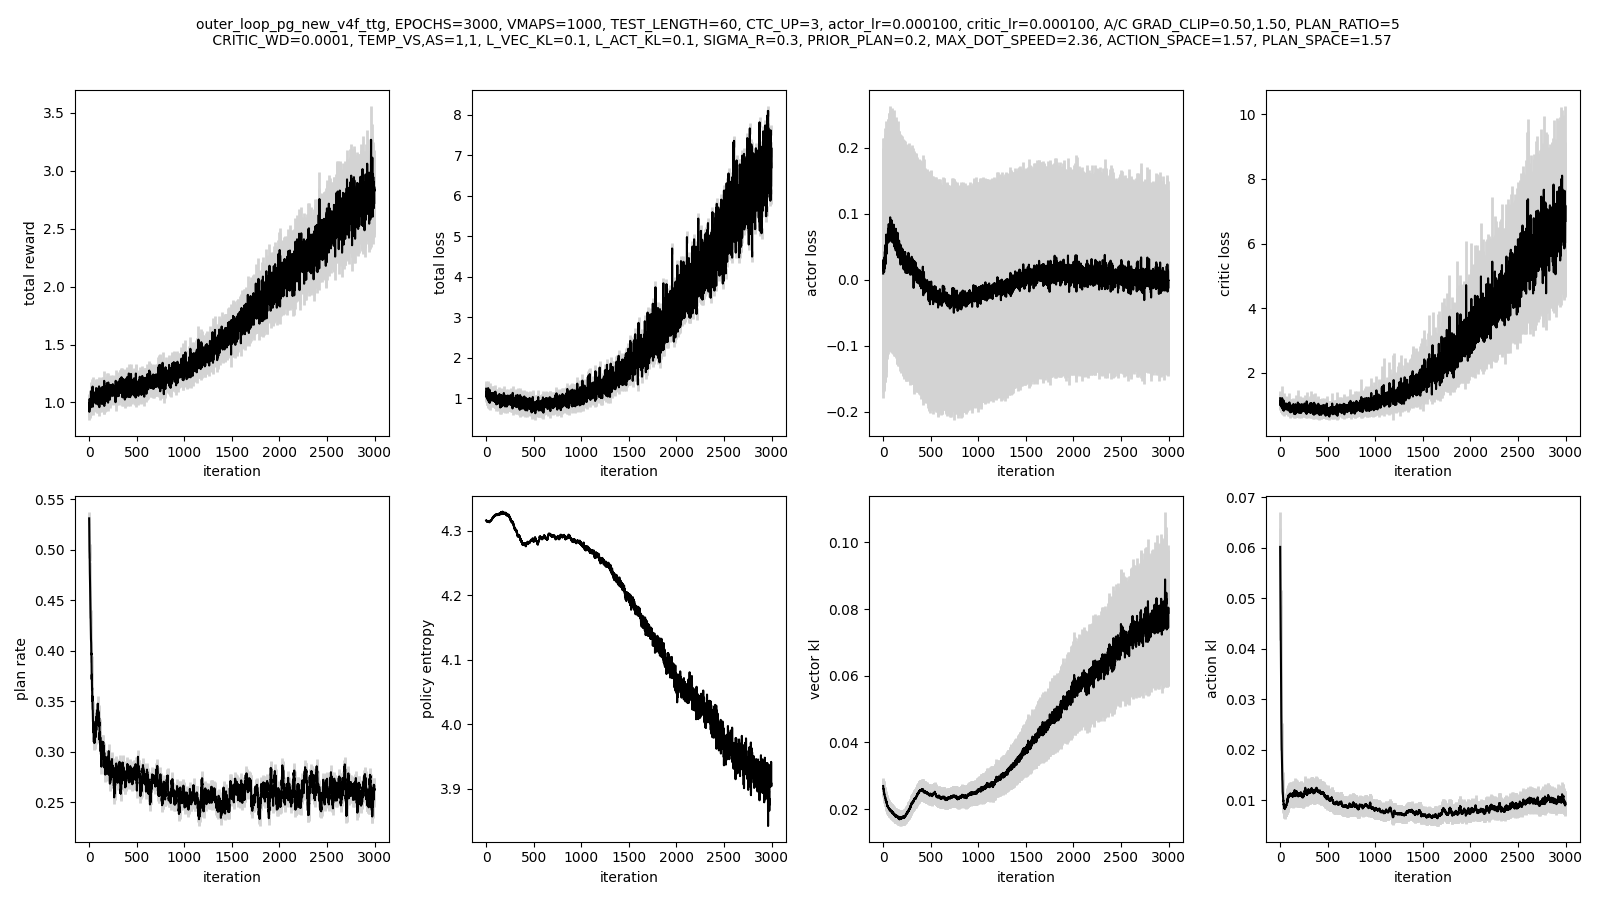 outer_loop_pg_new_v4f_ttg, EPOCHS=3000, VMAPS=1000, TEST_LENGTH=60, CTC_UP=3, actor_lr=0.000100, critic_lr=0.000100, A/C GRAD_CLIP=0.50,1.50, PLAN_RATIO=5
CRITIC_WD=0.0001, TEMP_VS,AS=1,1, L_VEC_KL=0.1, L_ACT_KL=0.1, SIGMA_R=0.3, PRIOR_PLAN=0.2, MAX_DOT_SPEED=2.36, ACTION_SPACE=1.57, PLAN_SPACE=1.57
total reward
3.5
3.0
2.5
2.0
1.5
1.0
0 500 1000 1500 2000 2500 3000
iteration
total loss
8
7
6
5
4
3
2
1
0 500 1000 1500 2000 2500 3000
iteration
actor loss
0.2
0.1
0.0
−0.1
−0.2
0 500 1000 1500 2000 2500 3000
iteration
critic loss
10
8
6
4
2
0 500 1000 1500 2000 2500 3000
iteration
plan rate
0.55
0.50
0.45
0.40
0.35
0.30
0.25
0 500 1000 1500 2000 2500 3000
iteration
policy entropy
4.3
4.2
4.1
4.0
3.9
0 500 1000 1500 2000 2500 3000
iteration
vector kl
0.10
0.08
0.06
0.04
0.02
0 500 1000 1500 2000 2500 3000
iteration
action kl
0.07
0.06
0.05
0.04
0.03
0.02
0.01
0 500 1000 1500 2000 2500 3000
iteration